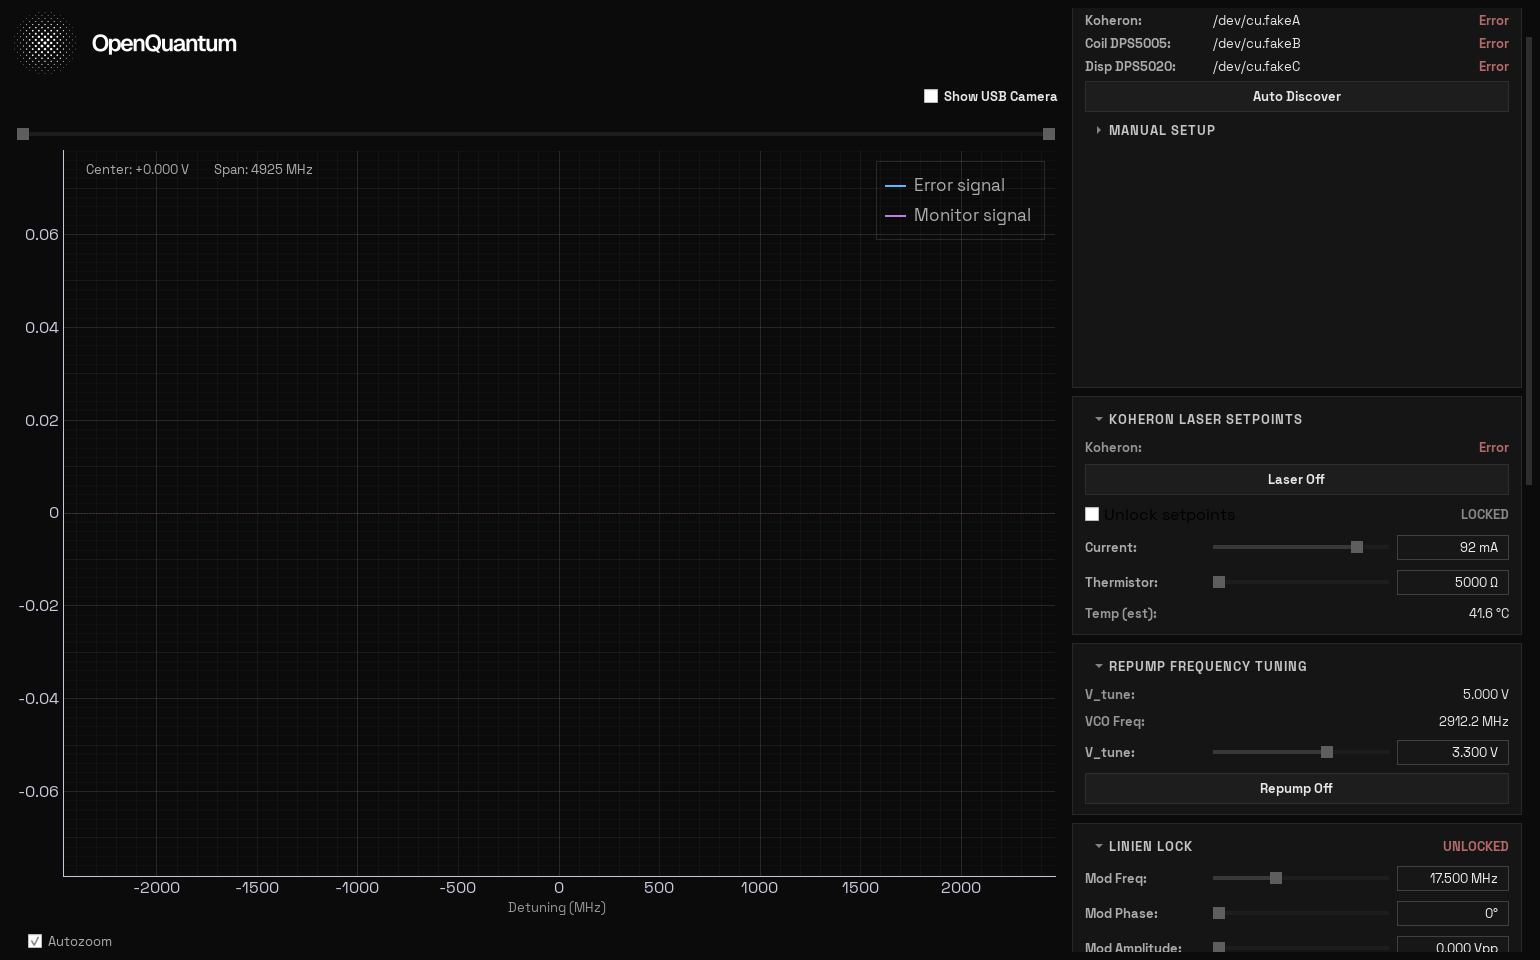 OpenQuantum
Show USB Camera
Center: +0.000 V Span: 4925 MHz
Error signal
Monitor signal
0.06
0.04
0.02
0
-0.02
-0.04
-0.06
-2000 -1500 -1000 -500 0 500 1000 1500 2000
Detuning (MHz)
Autozoom
Koheron: /dev/cu.fakeA Error
Coil DPS5005: /dev/cu.fakeB Error
Disp DPS5020: /dev/cu.fakeC Error
Auto Discover
MANUAL SETUP
KOHERON LASER SETPOINTS
Koheron: Error
Laser Off
Unlock setpoints LOCKED
Current: 92 mA
Thermistor: 5000 Ω
Temp (est): 41.6 °C
REPUMP FREQUENCY TUNING
V_tune: 5.000 V
VCO Freq: 2912.2 MHz
V_tune: 3.300 V
Repump Off
LINIEN LOCK UNLOCKED
Mod Freq: 17.500 MHz
Mod Phase: 0°
Mod Amplitude: 0.000 Vpp